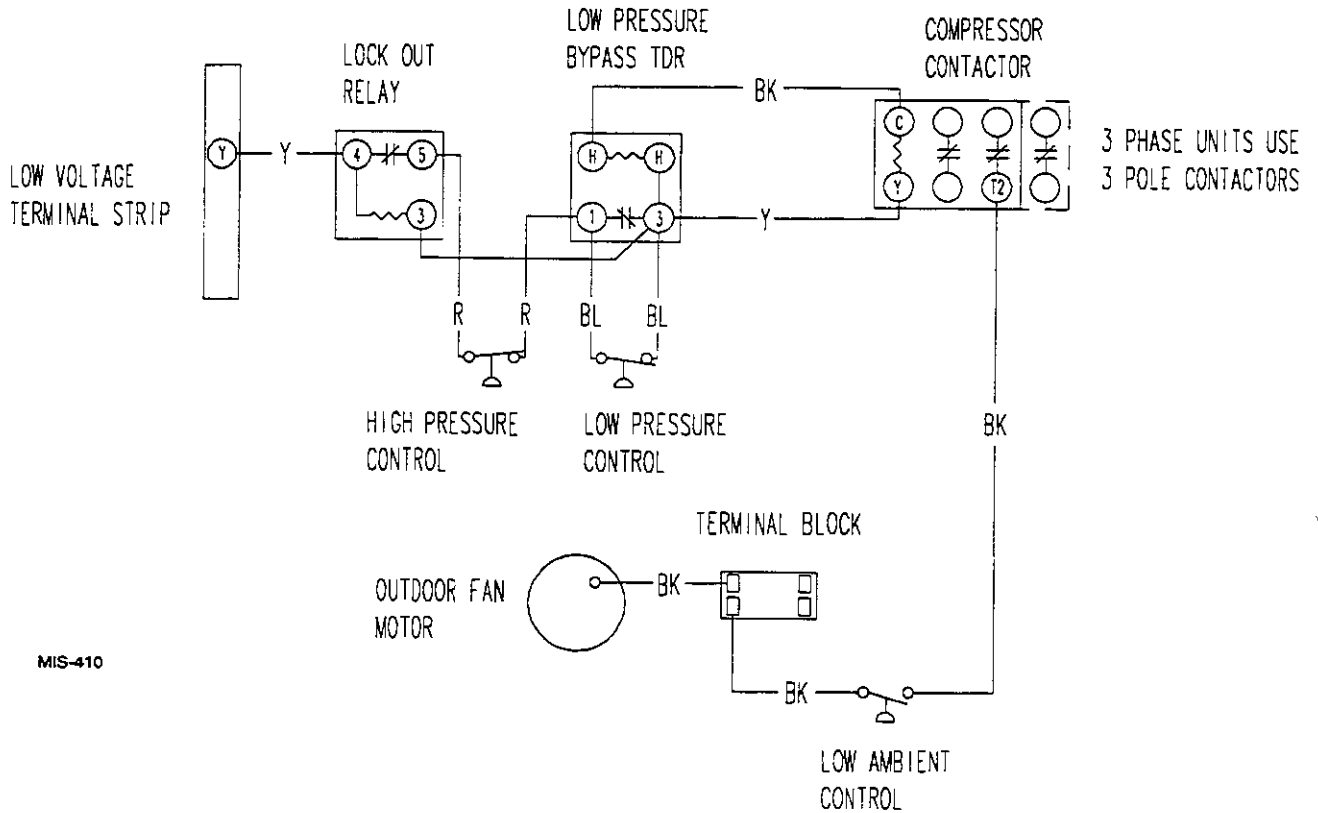 LOW PRESSURE
BYPASS TDR
COMPRESSOR
CONTACTOR
LOCK OUT
RELAY
BK
C
3 PHASE UNITS USE
3 POLE CONTACTORS
LOW VOLTAGE
TERMINAL STRIP
Y
Y
4
5
H
H
Y
T2
3
1
3
Y
R
R
BL
BL
HIGH PRESSURE
CONTROL
LOW PRESSURE
CONTROL
BK
TERMINAL BLOCK
OUTDOOR FAN
MOTOR
BK
MIS-410
BK
LOW AMBIENT
CONTROL